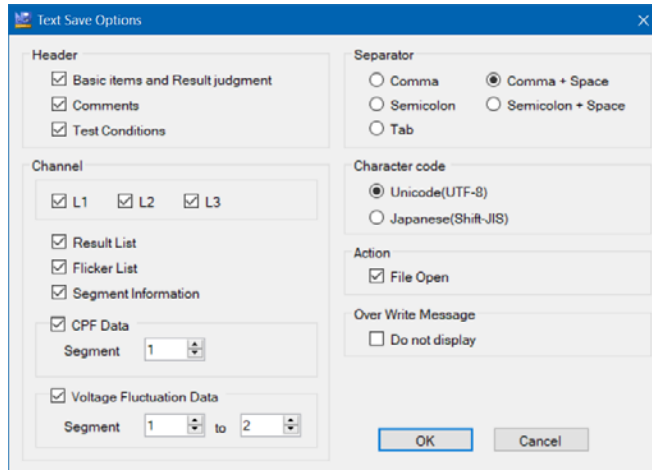 Text Save Options
Header
Basic items and Result judgment
Comments
Test Conditions
Channel
L1 L2 L3
Result List
Flicker List
Segment Information
CPF Data
Segment 1
Voltage Fluctuation Data
Segment 1 to 2
Separator
Comma Comma + Space
Semicolon Semicolon + Space
Tab
Character code
Unicode(UTF-8)
Japanese(Shift-JIS)
Action
File Open
Over Write Message
Do not display
OK Cancel